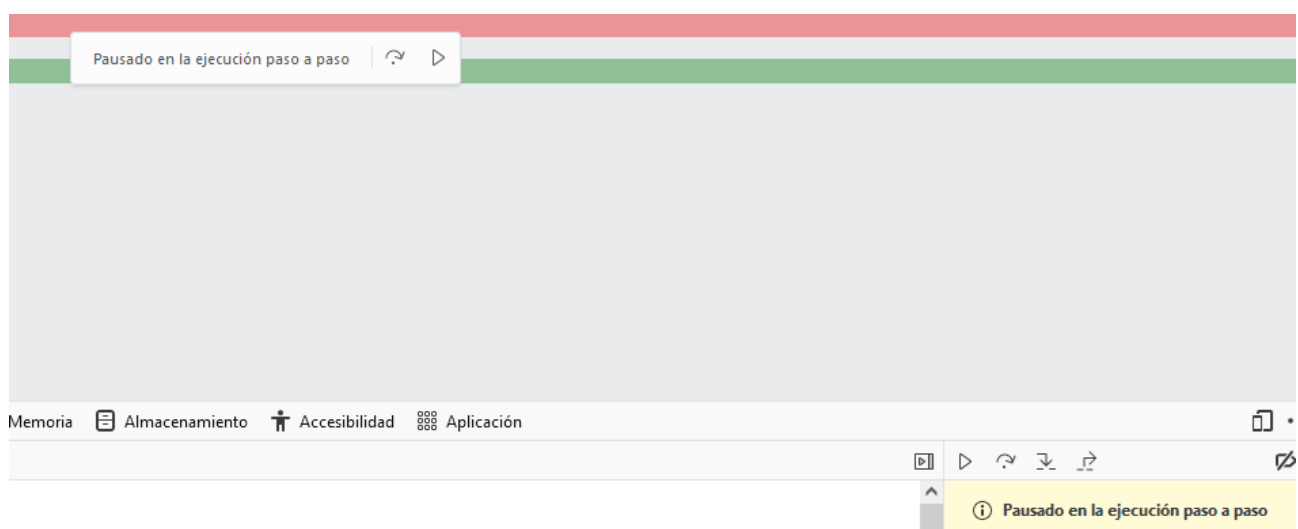 Pausado en la ejecución paso a paso
Memoria Almacenamiento Accesibilidad Aplicación
Pausado en la ejecución paso a paso